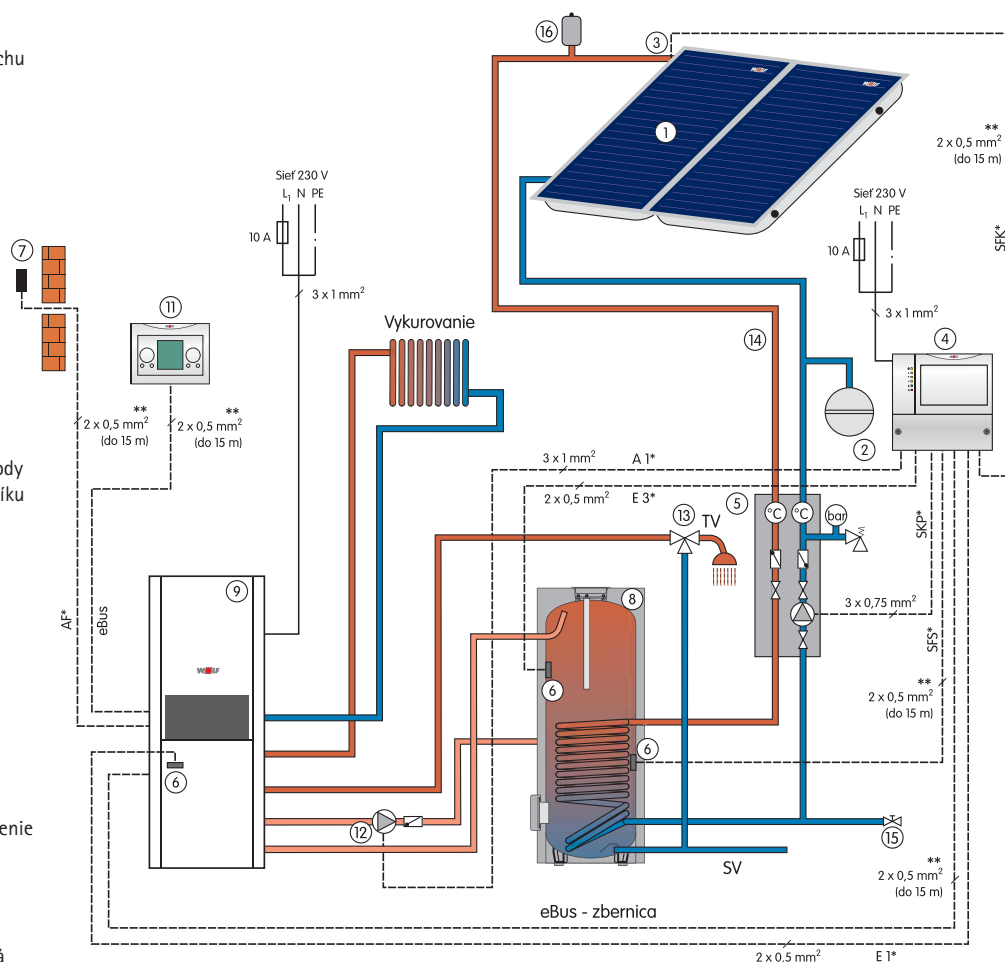 chu
16
3
WOLF
WOLF
1
**
2 x 0,5 mm²
(do 15 m)
SFK*
Sieť 230 V
L₁ N PE
10 A
3 x 1 mm²
Sieť 230 V
L₁ N PE
10 A
3 x 1 mm²
7
11
Vykurovanie
14
4
2
**
2 x 0,5 mm²
(do 15 m)
**
2 x 0,5 mm²
(do 15 m)
ody
íku
3 x 1 mm² A 1*
2 x 0,5 mm² E 3*
13
TV
5
°C
°C
bar
SKP*
9
8
AF*
eBus
WOLF
3 x 0,75 mm²
SFS*
6
**
2 x 0,5 mm²
(do 15 m)
6
6
enie
12
15
SV
**
2 x 0,5 mm²
(do 15 m)
eBus - zbernica
á
2 x 0,5 mm² E 1*